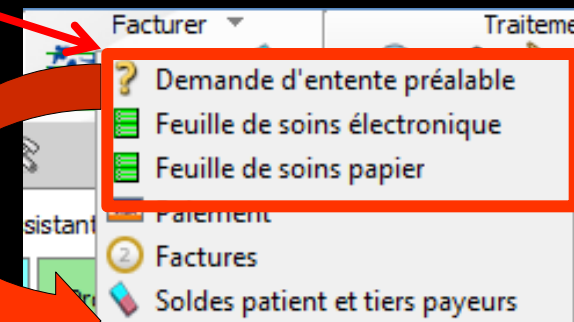 Facturer
Traiteme
Demande d'entente préalable
Feuille de soins électronique
Feuille de soins papier
Paiement
sistant
2 Factures
Soldes patient et tiers payeurs